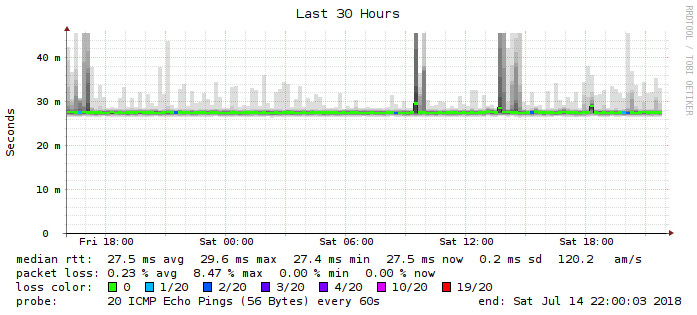 Last 30 Hours
RRDTOOL / TOBI OETIKER
Seconds
40 m
30 m
20 m
10 m
0
Fri 18:00 Sat 00:00 Sat 06:00 Sat 12:00 Sat 18:00
median rtt: 27.5 ms avg 29.6 ms max 27.4 ms min 27.5 ms now 0.2 ms sd 120.2 am/s
packet loss: 0.23 % avg 8.47 % max 0.00 % min 0.00 % now
loss color: 0 1/20 2/20 3/20 4/20 10/20 19/20
probe: 20 ICMP Echo Pings (56 Bytes) every 60s end: Sat Jul 14 22:00:03 2018